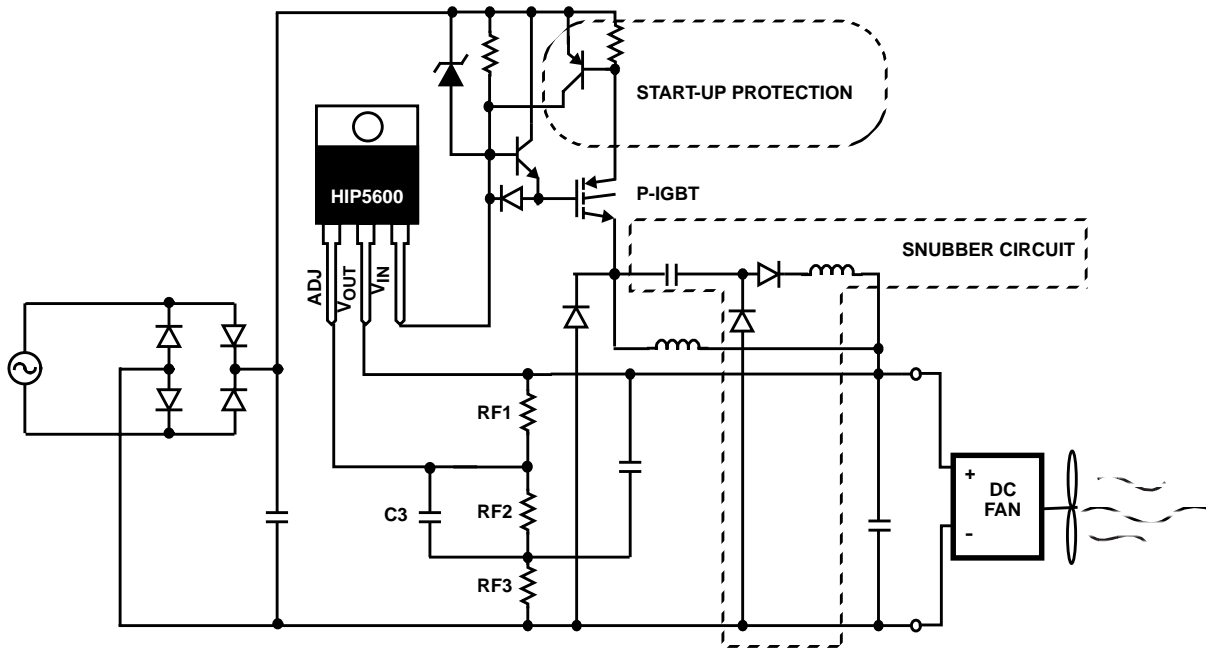 START-UP PROTECTION
HIP5600
P-IGBT
SNUBBER CIRCUIT
ADJ
VOUT
VIN
RF1
C3
RF2
RF3
+
DC
FAN
-